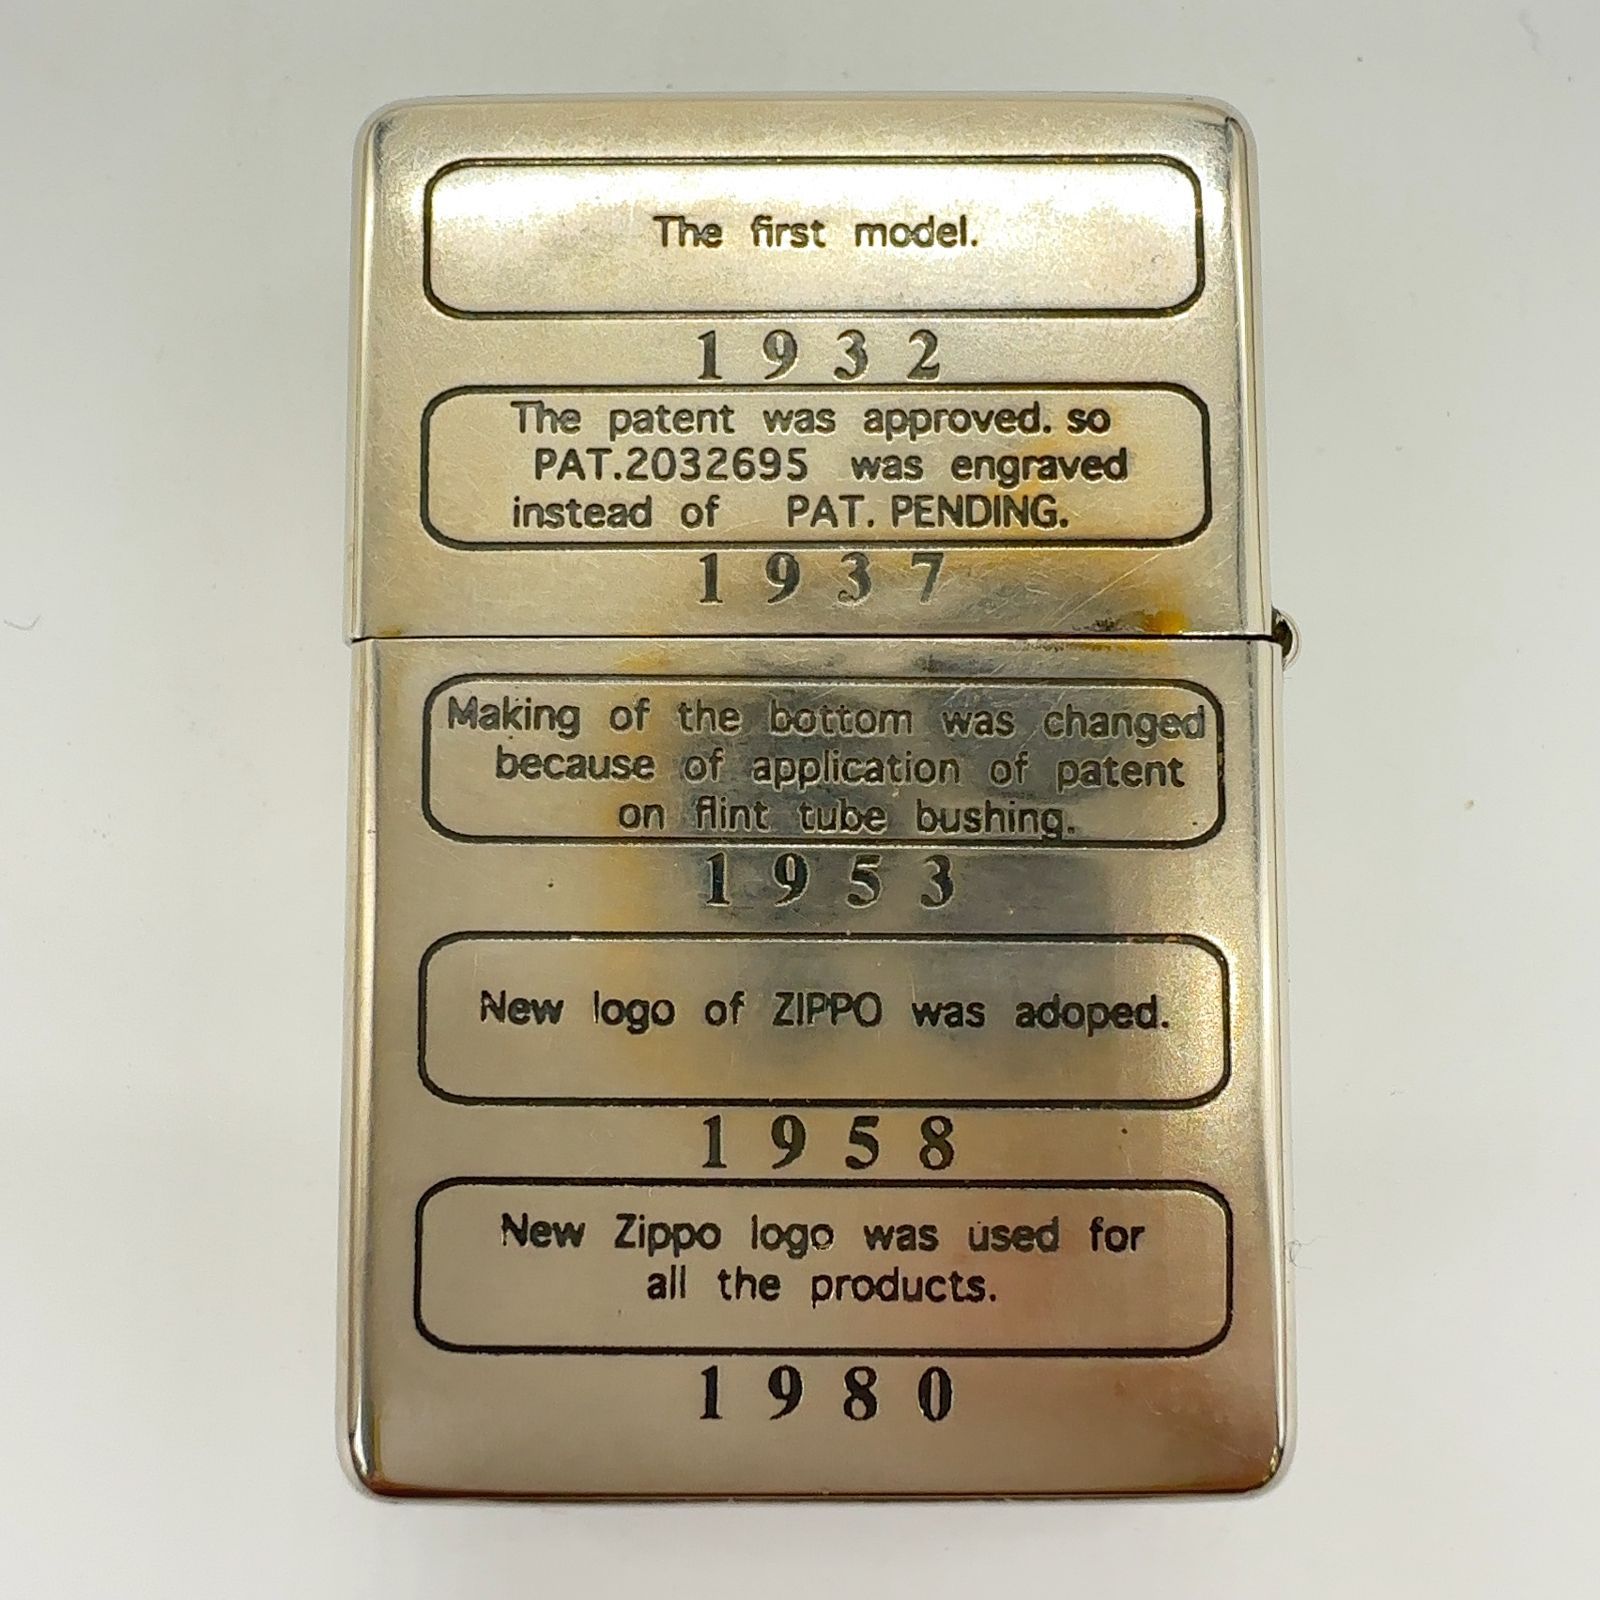 The first model.
1932
The patent was approved. so
PAT.2032695 was engraved
instead of PAT. PENDING.
1937
Making of the bottom was changed
because of application of patent
on flint tube bushing.
1953
New logo of ZIPPO was adoped.
1958
New Zippo logo was used for
all the products.
1980